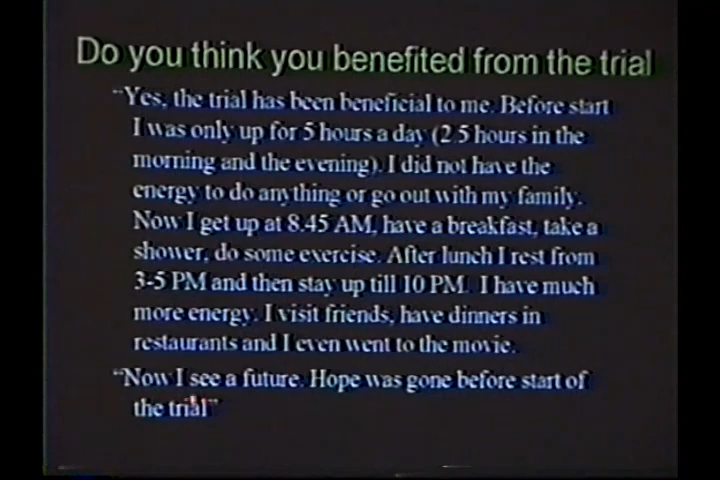 Do you think you benefited from the trial
“Yes, the trial has been beneficial to me. Before start
I was only up for 5 hours a day (2.5 hours in the
morning and the evening). I did not have the
energy to do anything or go out with my family.
Now I get up at 8.45 AM, have a breakfast, take a
shower, do some exercise. After lunch I rest from
3-5 PM and then stay up till 10 PM. I have much
more energy. I visit friends, have dinners in
restaurants and I even went to the movie.
“Now I see a future. Hope was gone before start of
the trial”